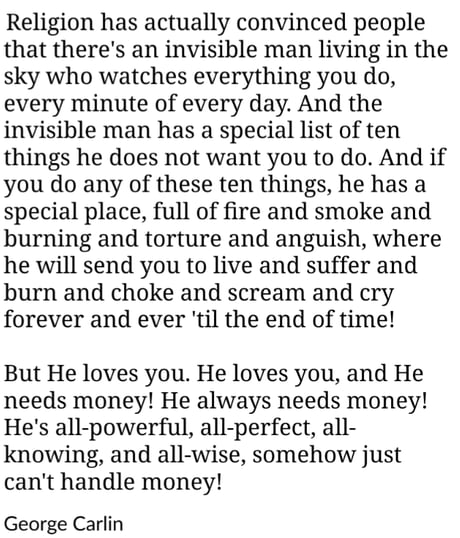 Religion has actually convinced people
that there's an invisible man living in the
sky who watches everything you do,
every minute of every day. And the
invisible man has a special list of ten
things he does not want you to do. And if
you do any of these ten things, he has a
special place, full of fire and smoke and
burning and torture and anguish, where
he will send you to live and suffer and
burn and choke and scream and cry
forever and ever 'til the end of time!
But He loves you. He loves you, and He
needs money! He always needs money!
He's all-powerful, all-perfect, all-
knowing, and all-wise, somehow just
can't handle money!
George Carlin